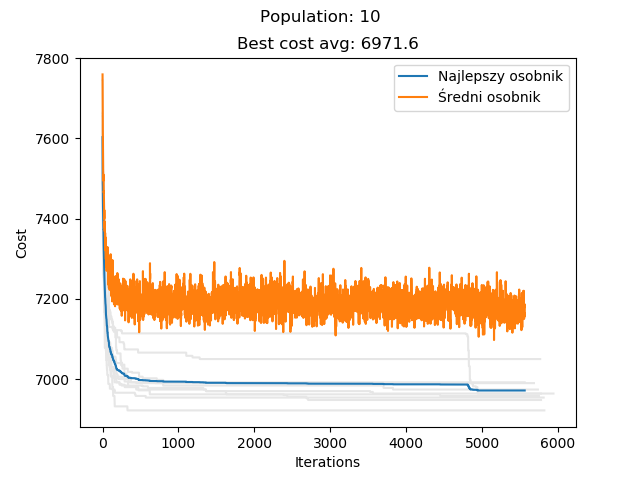 Population: 10
Best cost avg: 6971.6
Najlepszy osobnik
Średni osobnik
Cost
7800
7600
7400
7200
7000
0 1000 2000 3000 4000 5000 6000
Iterations